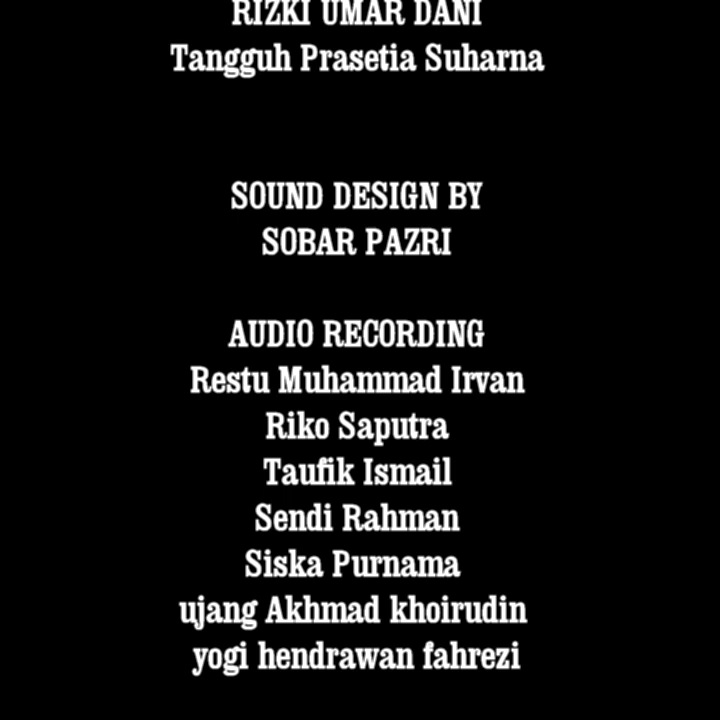 RIZKI UMAR DANI
Tangguh Prasetia Suharna
SOUND DESIGN BY
SOBAR PAZRI
AUDIO RECORDING
Restu Muhammad Irvan
Riko Saputra
Taufik Ismail
Sendi Rahman
Siska Purnama
ujang Akhmad khoirudin
yogi hendrawan fahrezi